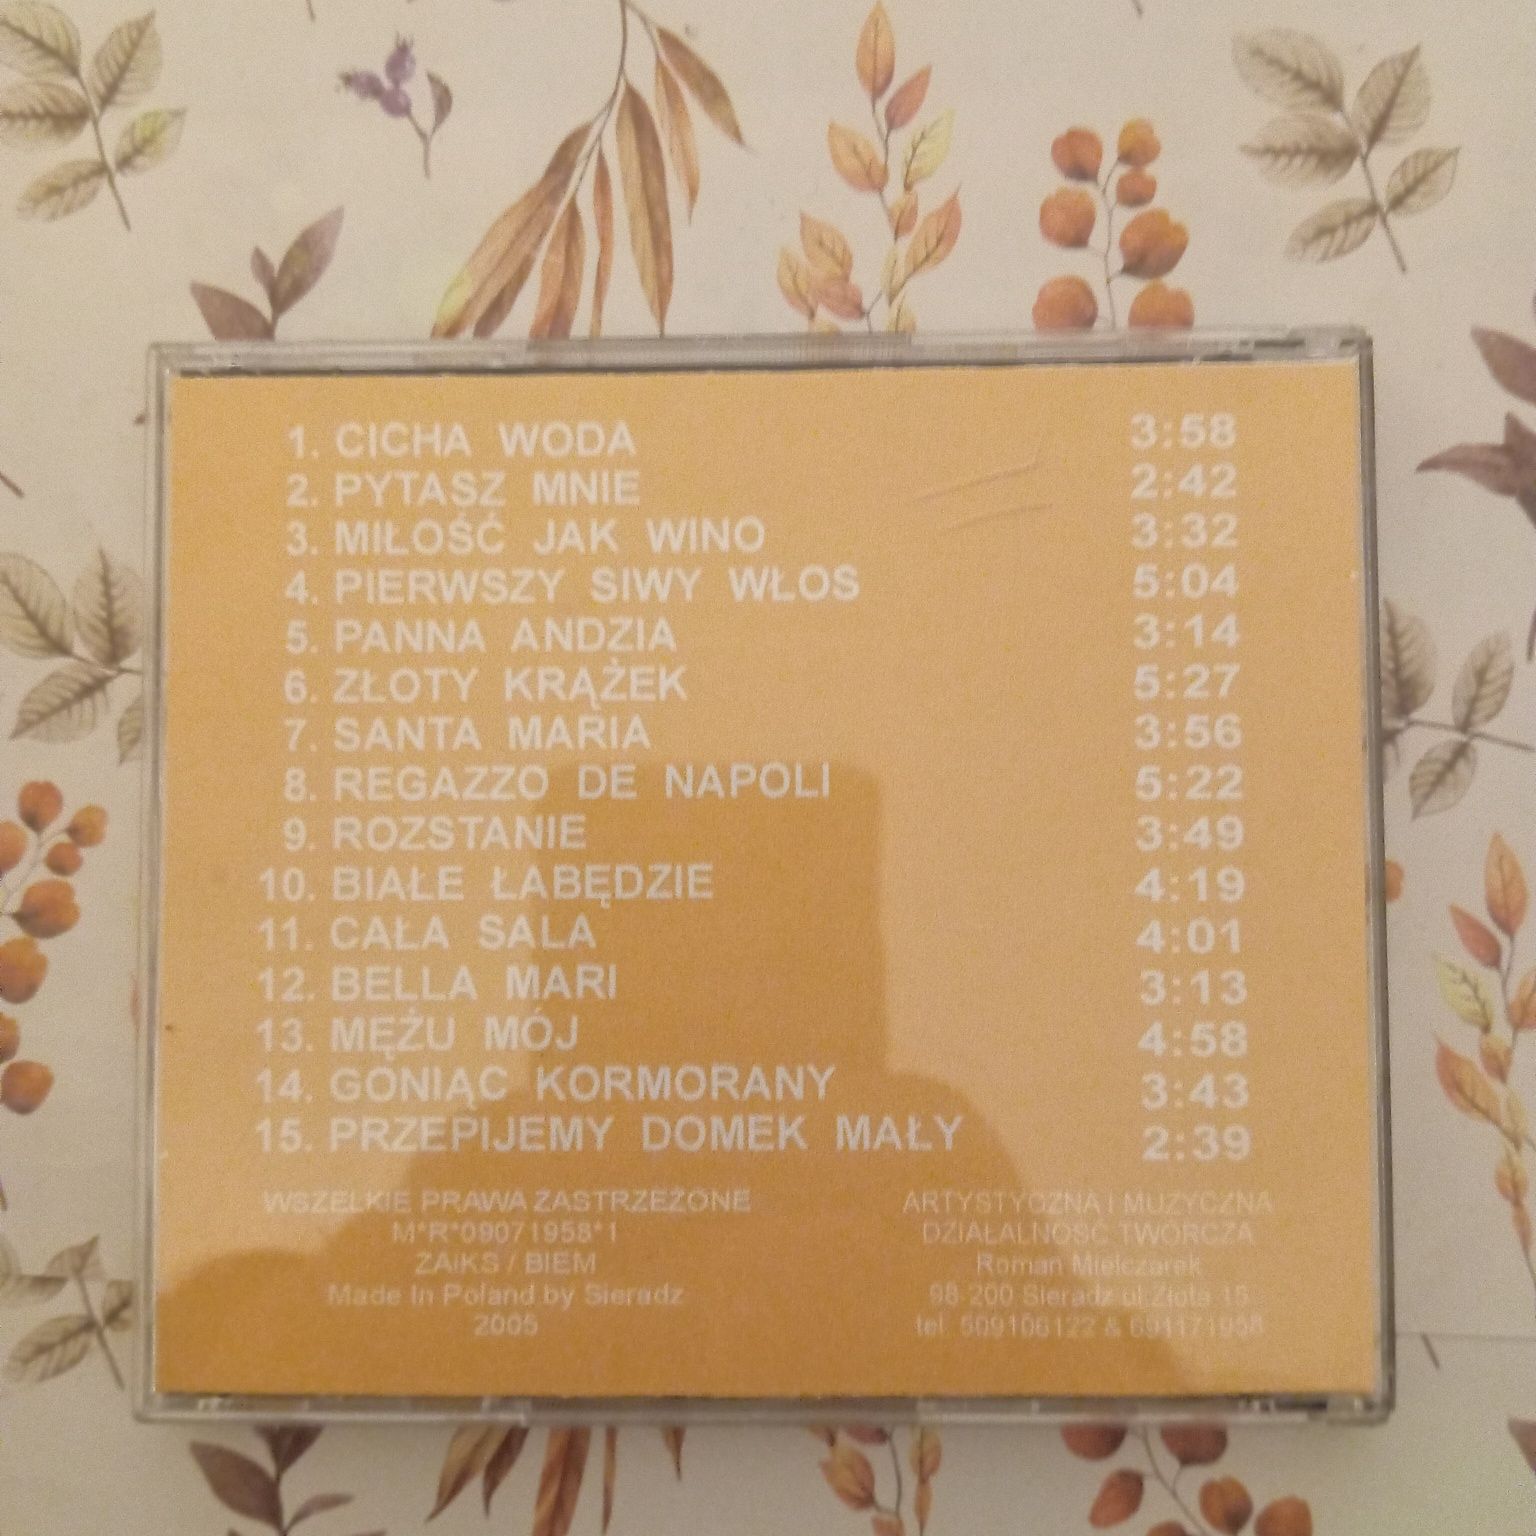 1. CICHA WODA 3:58
2. PYTASZ MNIE 2:42
3. MIŁOŚĆ JAK WINO 3:32
4. PIERWSZY SIWY WŁOS 5:04
5. PANNA ANDZIA 3:14
6. ZŁOTY KRĄŻEK 5:27
7. SANTA MARIA 3:56
8. REGAZZO DE NAPOLI 5:22
9. ROZSTANIE 3:49
10. BIAŁE ŁABĘDZIE 4:19
11. CAŁA SALA 4:01
12. BELLA MARI 3:13
13. MĘŻU MÓJ 4:58
14. GONIĄC KORMORANY 3:43
15. PRZEPIJEMY DOMEK MAŁY 2:39
WSZELKIE PRAWA ZASTRZEŻONE
M*R*09071958*1
ZAiKS / BIEM
Made In Poland by Sieradz
2005
ARTYSTYCZNA I MUZYCZNA
DZIAŁALNOŚĆ TWÓRCZA
Roman Mielczarek
98-200 Sieradz ul.Złota 15
tel. 509106122 & 691171958